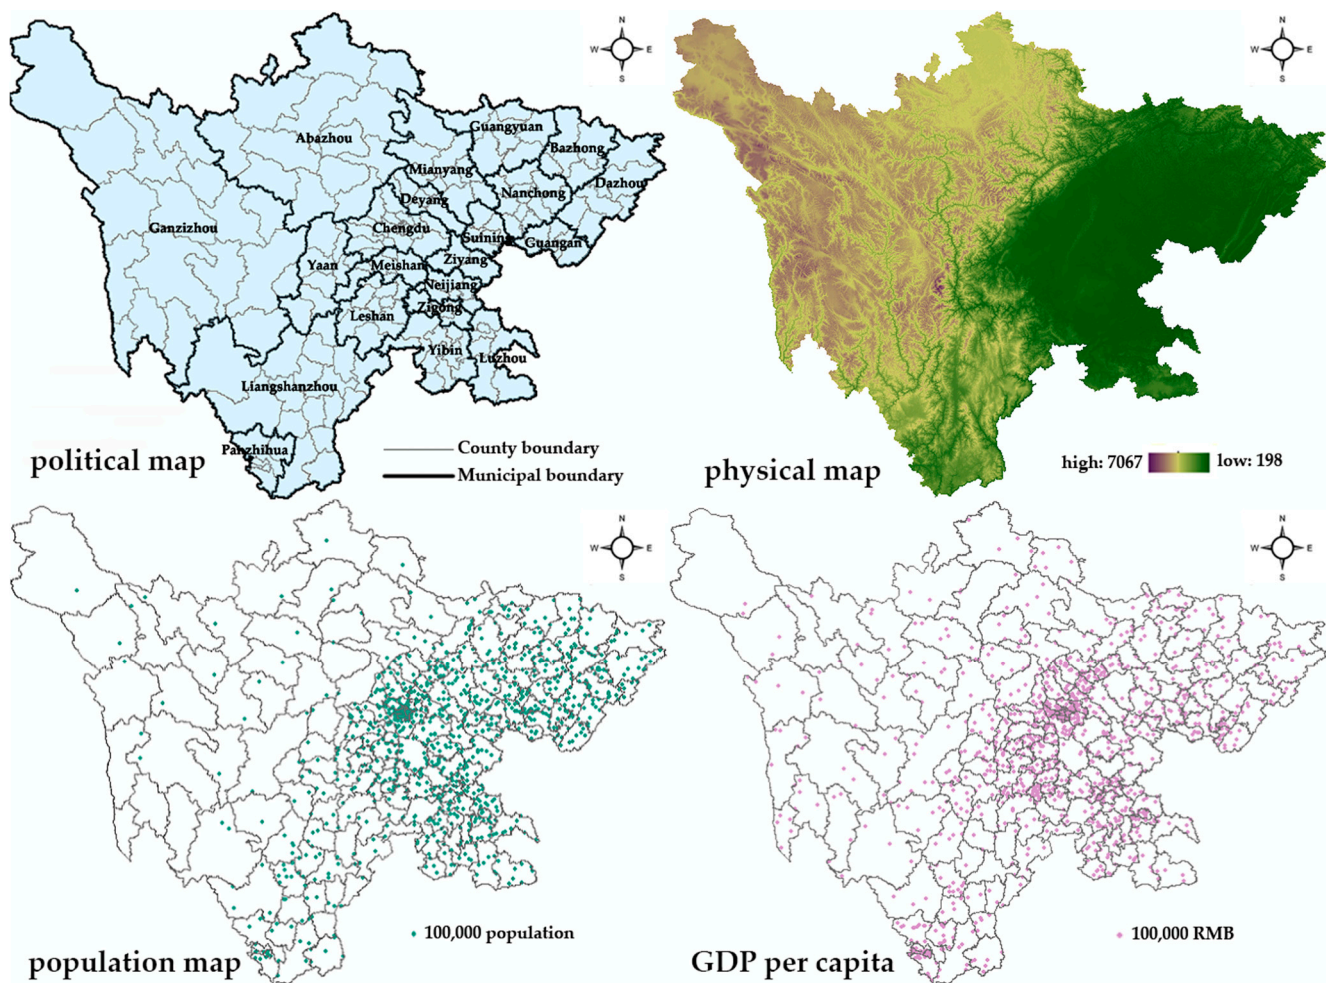 N
W E
S
Abazhou
Guangyuan
Bazhong
Mianyang
Dazhou
Nanchong
Deyang
Ganzizhou
Chengdu
Suining
Guangan
Yaan
Meishan
Ziyang
Neijiang
Zigong
Leshan
Yibin
Luzhou
Liangshanzhou
Panzhihua
political map
County boundary
Municipal boundary
N
W E
S
physical map
high: 7067
low: 198
N
W E
S
100,000 population
population map
N
W E
S
100,000 RMB
GDP per capita